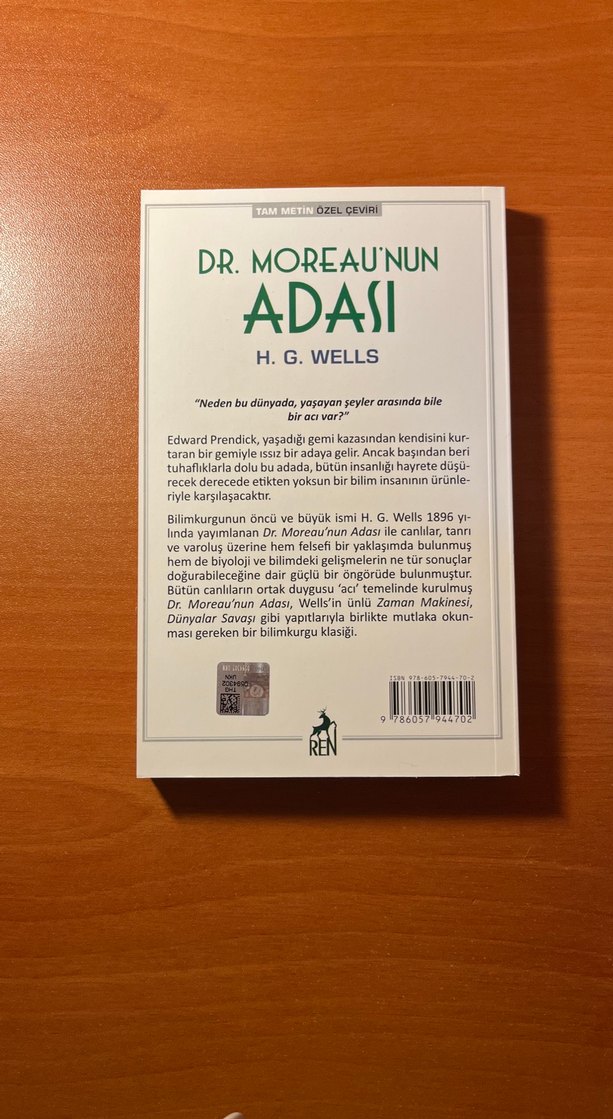 TAM METİN ÖZEL ÇEVİRİ
DR. MOREAU'NUN
ADASI
H. G. WELLS
“Neden bu dünyada, yaşayan şeyler arasında bile
bir acı var?”
Edward Prendick, yaşadığı gemi kazasından kendisini kur-
taran bir gemiyle ıssız bir adaya gelir. Ancak başından beri
tuhaflıklarla dolu bu adada, bütün insanlığı hayrete düşü-
recek derecede etikten yoksun bir bilim insanının ürünle-
riyle karşılaşacaktır.
Bilimkurgunun öncü ve büyük ismi H. G. Wells 1896 yı-
lında yayımlanan Dr. Moreau'nun Adası ile canlılar, tanrı
ve varoluş üzerine hem felsefi bir yaklaşımda bulunmuş
hem de biyoloji ve bilimdeki gelişmelerin ne tür sonuçlar
doğurabileceğine dair güçlü bir öngörüde bulunmuştur.
Bütün canlıların ortak duygusu ‘acı’ temelinde kurulmuş
Dr. Moreau'nun Adası, Wells'in ünlü Zaman Makinesi,
Dünyalar Savaşı gibi yapıtlarıyla birlikte mutlaka okun-
ması gereken bir bilimkurgu klasiği.
ISBN 978-605-7944-70-2
9 786057 944702
REN